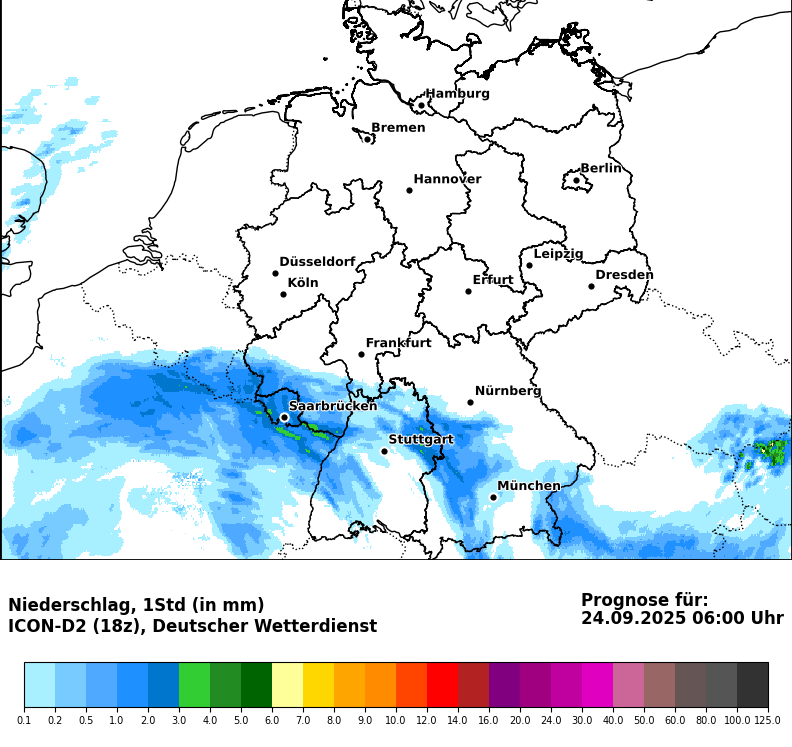 Hamburg
Bremen
Berlin
Hannover
Leipzig
Düsseldorf
Dresden
Köln
Erfurt
Frankfurt
Nürnberg
Saarbrücken
Stuttgart
München
Niederschlag, 1Std (in mm)
ICON-D2 (18z), Deutscher Wetterdienst
Prognose für:
24.09.2025 06:00 Uhr
0.1 0.2 0.5 1.0 2.0 3.0 4.0 5.0 6.0 7.0 8.0 9.0 10.0 12.0 14.0 16.0 20.0 24.0 30.0 40.0 50.0 60.0 80.0 100.0 125.0